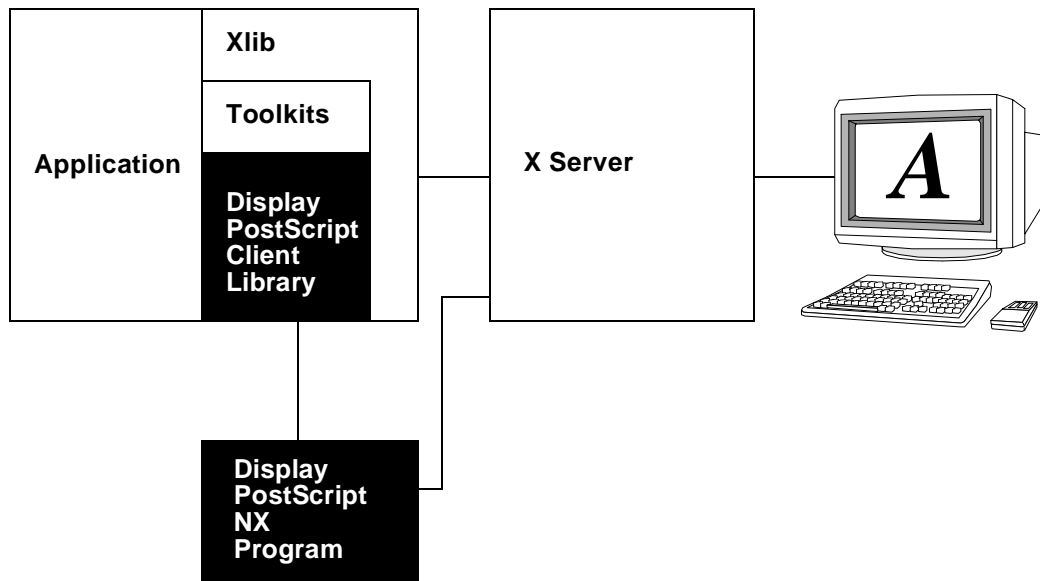 Xlib
Toolkits
Application
Display
PostScript
Client
Library
X Server
A
Display
PostScript
NX
Program